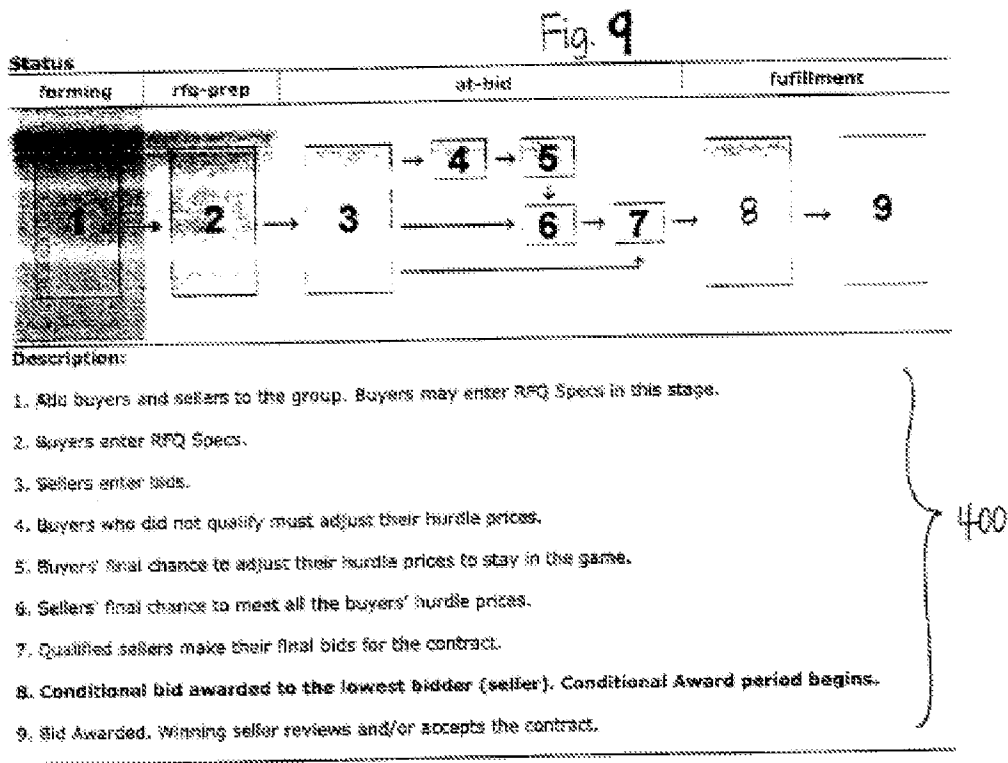 Fig. 9
Status
forming rfq-prep at-bid fufillment
1 → 2 → 3 → 4 → 5 ↓ → 6 → 7 → 8 → 9
Description:
1. Add buyers and sellers to the group. Buyers may enter RFQ Specs in this stage.
2. Buyers enter RFQ Specs.
3. Sellers enter bids.
4. Buyers who did not qualify must adjust their hurdle prices.
5. Buyers' final chance to adjust their hurdle prices to stay in the game.
6. Sellers' final chance to meet all the buyers' hurdle prices.
7. Qualified sellers make their final bids for the contract.
8. Conditional bid awarded to the lowest bidder (seller). Conditional Award period begins.
9. Bid Awarded. Winning seller reviews and/or accepts the contract.
400